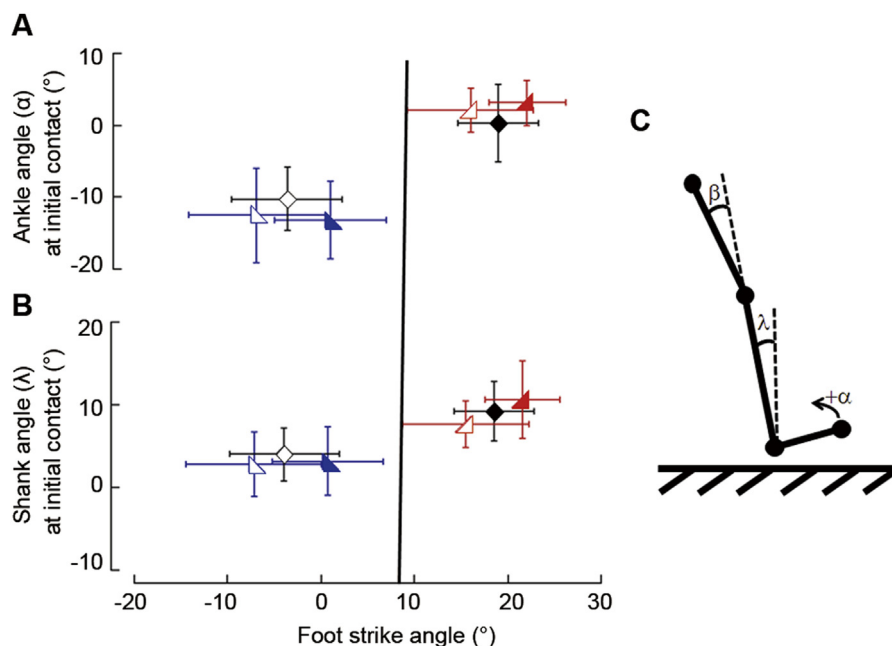 A
Ankle angle (α)
at initial contact (°)
10
0
-10
-20
B
Shank angle (λ)
at initial contact (°)
20
10
0
-10
-20
-10
0
10
20
30
Foot strike angle (°)
C
β
λ
+α